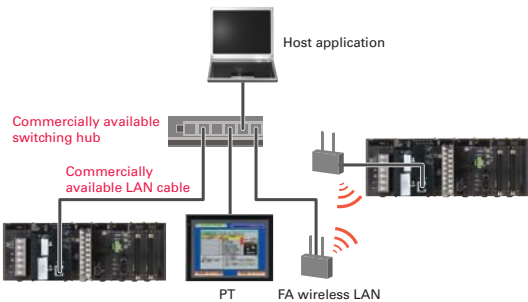 Host application
Commercially available
switching hub
Commercially
available LAN cable
PT
FA wireless LAN